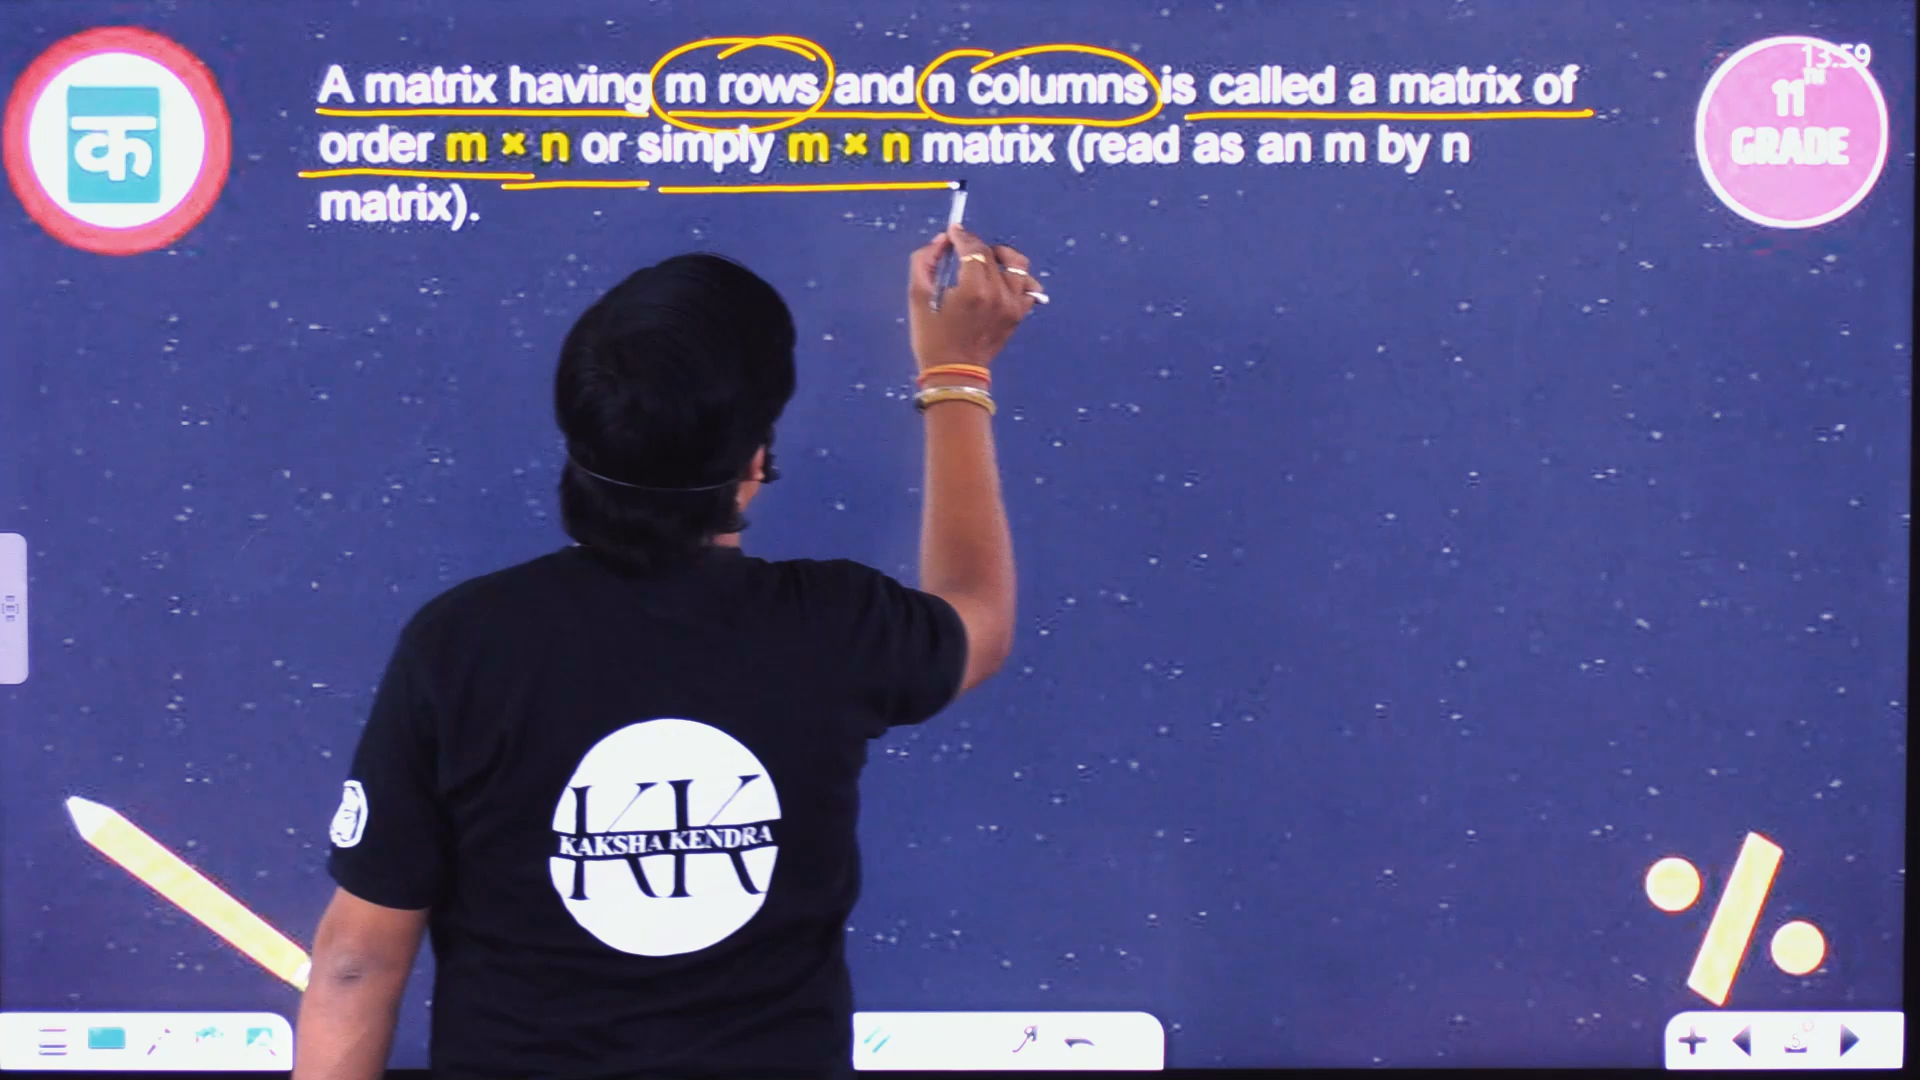 13:59
क
11TH
GRADE
A matrix having m rows and n columns is called a matrix of
order m × n or simply m × n matrix (read as an m by n
matrix).
KK
KAKSHA KENDRA
5